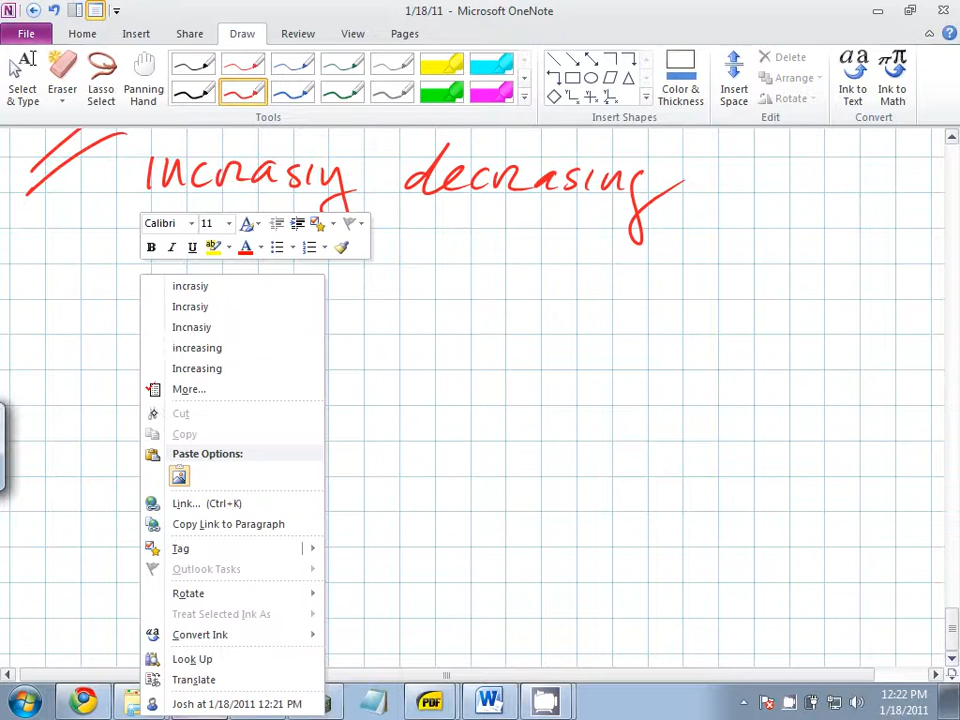 1/18/11 - Microsoft OneNote
File Home Insert Share Draw Review View Pages
Select & Type
Eraser
Lasso Select
Panning Hand
Color & Thickness
Insert Space
Delete
Arrange
Rotate
Ink to Text
Ink to Math
Tools Insert Shapes Edit Convert
incrasiy decrasing
Calibri 11
B I U ab A
incrasiy
Incrasiy
Incnasiy
increasing
Increasing
More...
Cut
Copy
Paste Options:
Link... (Ctrl+K)
Copy Link to Paragraph
Tag
Outlook Tasks
Rotate
Treat Selected Ink As
Convert Ink
Look Up
Translate
Josh at 1/18/2011 12:21 PM
PDF W
12:22 PM
1/18/2011